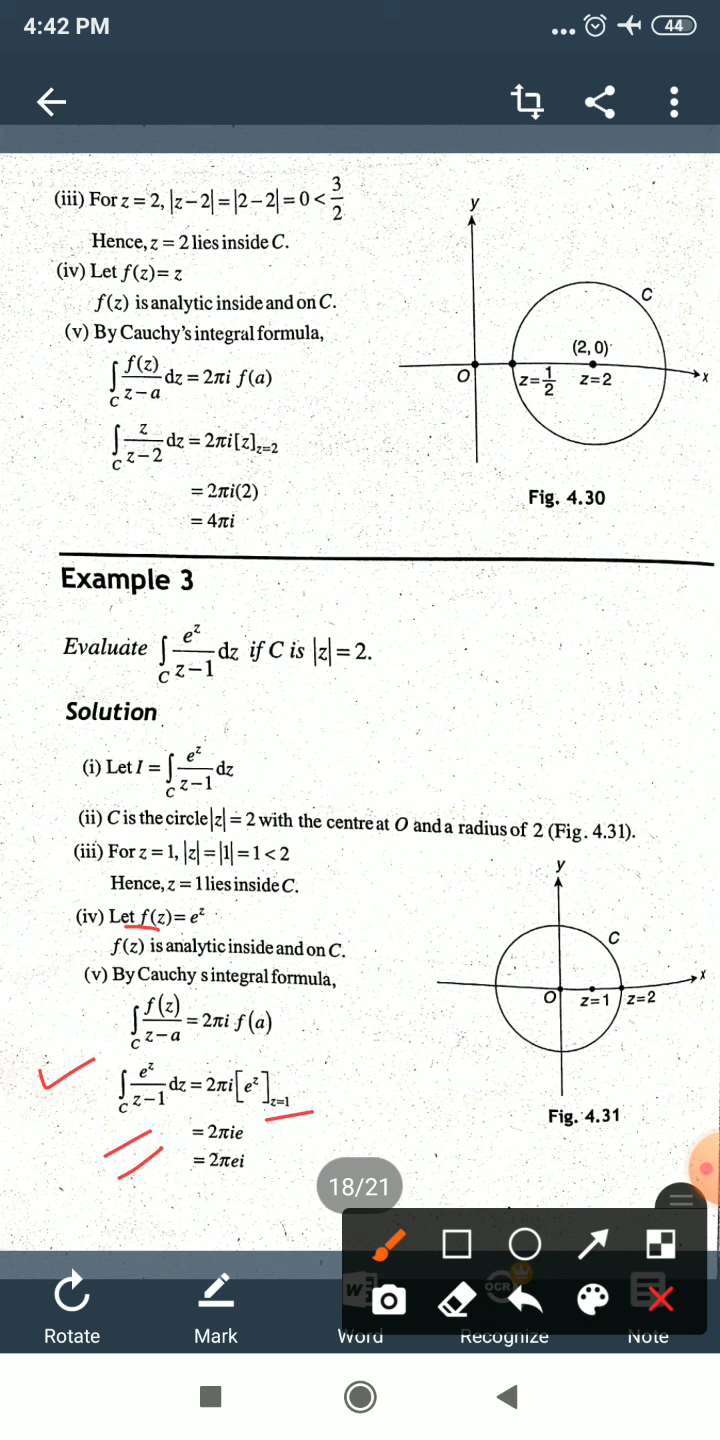 4:42 PM
44
(iii) For z = 2, |z − 2| = |2 − 2| = 0 < 3/2
Hence, z = 2 lies inside C.
(iv) Let f(z) = z
f(z) is analytic inside and on C.
(v) By Cauchy's integral formula,
∫_C f(z)/(z − a) dz = 2πi f(a)
∫_C z/(z − 2) dz = 2πi[z]_{z=2}
= 2πi(2)
= 4πi
y
C
(2, 0)
O
z = 1/2
z = 2
x
Fig. 4.30
Example 3
Evaluate ∫_C e^z/(z − 1) dz if C is |z| = 2.
Solution
(i) Let I = ∫_C e^z/(z − 1) dz
(ii) C is the circle |z| = 2 with the centre at O and a radius of 2 (Fig. 4.31).
(iii) For z = 1, |z| = |1| = 1 < 2
Hence, z = 1 lies inside C.
(iv) Let f(z) = e^z
f(z) is analytic inside and on C.
(v) By Cauchy s integral formula,
∫_C f(z)/(z − a) = 2πi f(a)
∫_C e^z/(z − 1) dz = 2πi[e^z]_{z=1}
= 2πie
= 2πei
y
C
x
O
z=1
z=2
Fig. 4.31
18/21
W
OCR
Rotate
Mark
Word
Recognize
Note